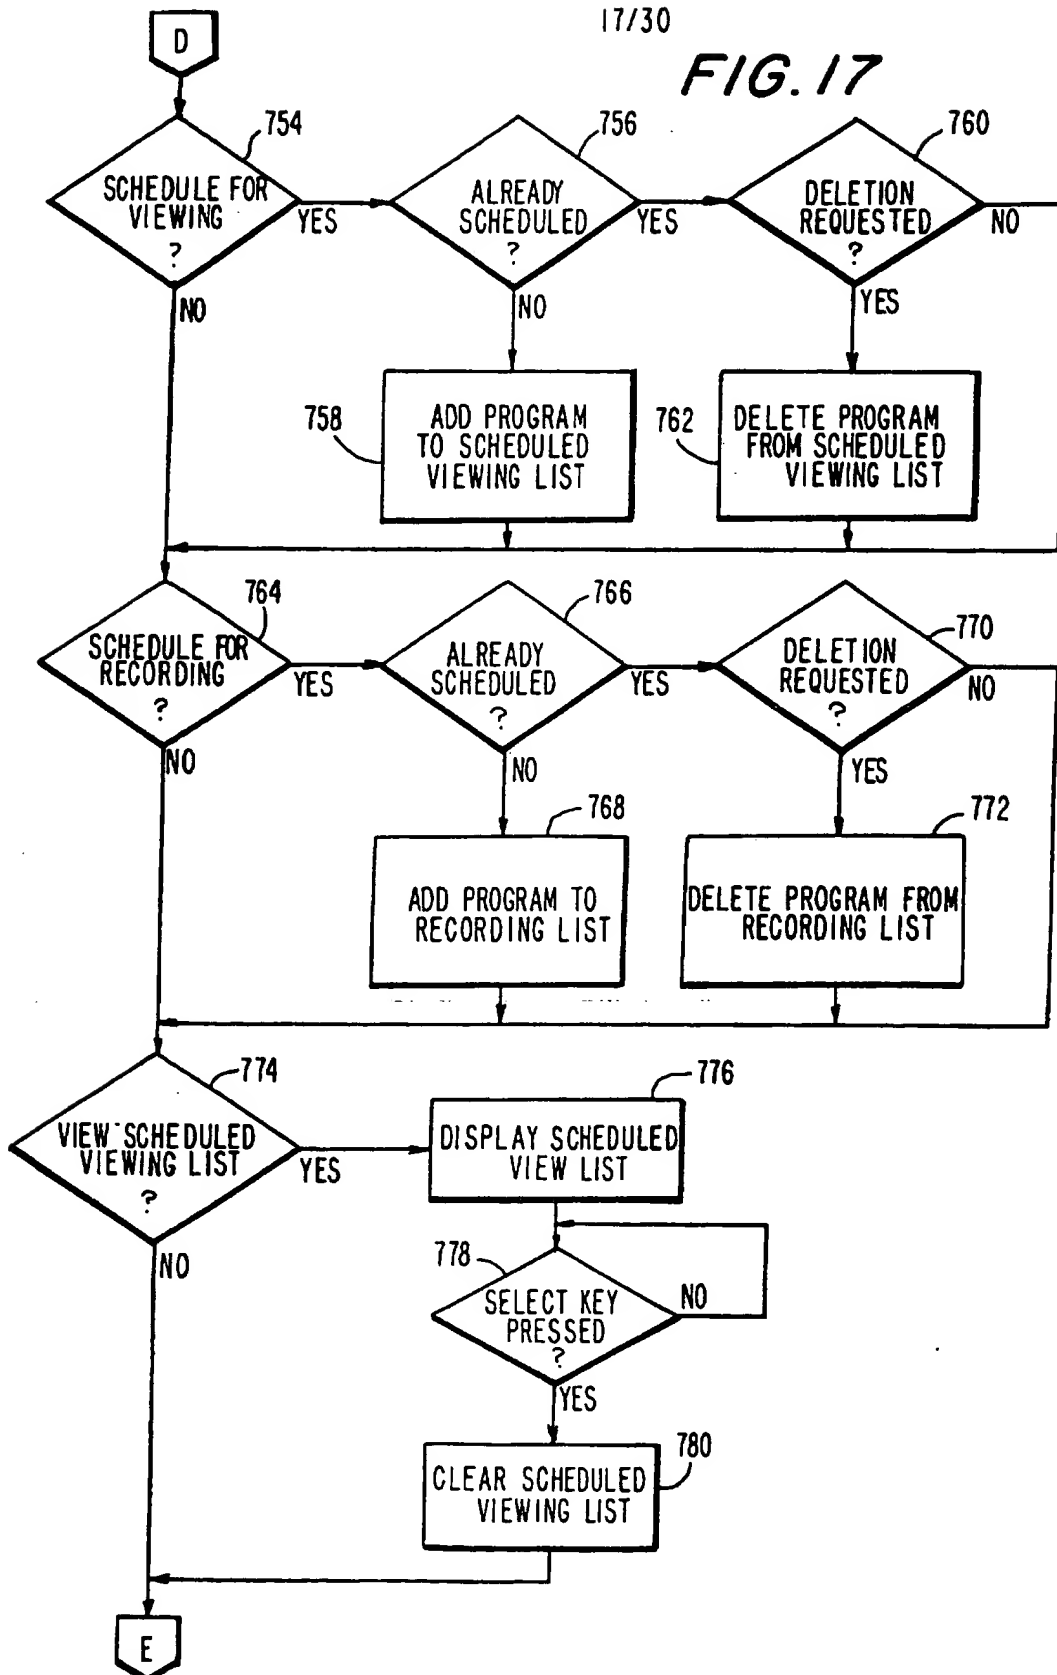 17/30
FIG. 17
D
754
SCHEDULE FOR
VIEWING
?
YES
NO
756
ALREADY
SCHEDULED
?
YES
NO
760
DELETION
REQUESTED
?
NO
YES
758
ADD PROGRAM
TO SCHEDULED
VIEWING LIST
762
DELETE PROGRAM
FROM SCHEDULED
VIEWING LIST
764
SCHEDULE FOR
RECORDING
?
YES
NO
766
ALREADY
SCHEDULED
?
YES
NO
770
DELETION
REQUESTED
?
NO
YES
768
ADD PROGRAM TO
RECORDING LIST
772
DELETE PROGRAM FROM
RECORDING LIST
774
VIEW SCHEDULED
VIEWING LIST
?
YES
NO
776
DISPLAY SCHEDULED
VIEW LIST
778
SELECT KEY
PRESSED
?
NO
YES
780
CLEAR SCHEDULED
VIEWING LIST
E